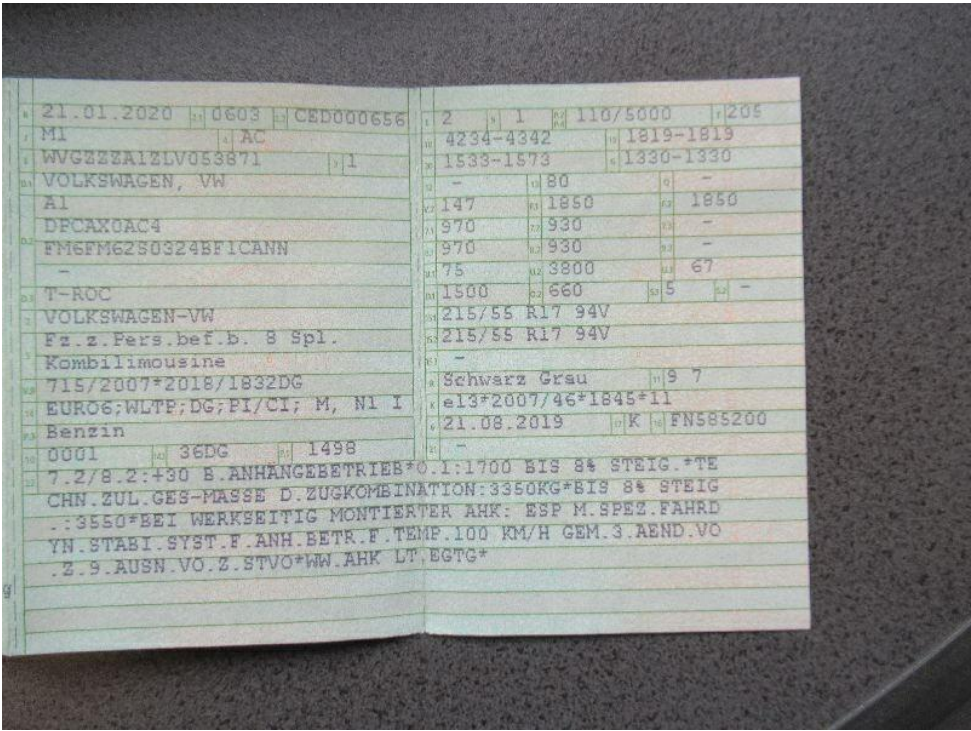 21.01.2020 0603 CED000656
M1 AC
WVGZZZA1ZLV053871 1
VOLKSWAGEN, VW
A1
DPCAX0AC4
FM6FM62S0324BF1CANN
-
T-ROC
VOLKSWAGEN-VW
Fz.z.Pers.bef.b. 8 Spl.
Kombilimousine
715/2007*2018/1832DG
EURO6;WLTP;DG;PI/CI; M, N1 I
Benzin
0001 36DG 1498
2 1 110/5000 205
4234-4342 1819-1819
1533-1573 1330-1330
- 80 -
147 1850 1850
970 930 -
970 930 -
75 3800 67
1500 660 5 -
215/55 R17 94V
215/55 R17 94V
-
Schwarz Grau 9 7
e13*2007/46*1845*11
21.08.2019 K FN585200
-
7.2/8.2:+30 B.ANHÄNGEBETRIEB*O.1:1700 BIS 8% STEIG.*TE
CHN.ZUL.GES-MASSE D.ZUGKOMBINATION:3350KG*BIS 8% STEIG
.:3550*BEI WERKSEITIG MONTIERTER AHK: ESP M.SPEZ.FAHRD
YN.STABI.SYST.F.ANH.BETR.F.TEMP.100 KM/H GEM.3.AEND.VO
.Z.9.AUSN.VO.Z.STVO*WW.AHK LT.EGTG*